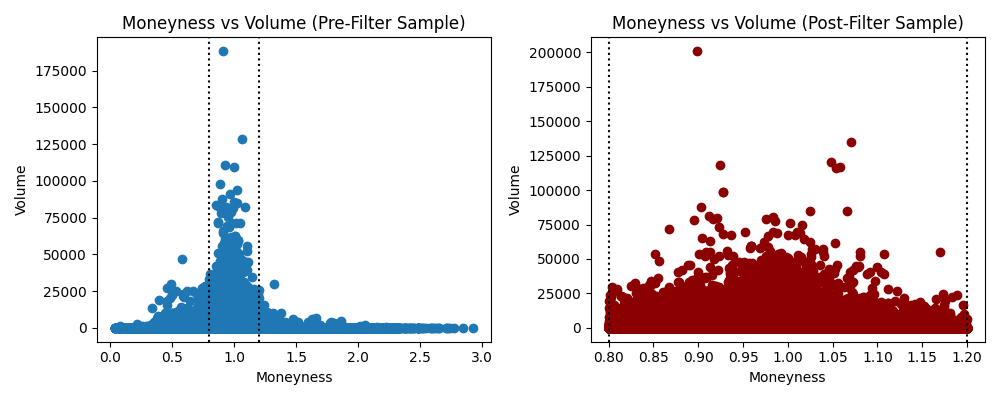 Moneyness vs Volume (Pre-Filter Sample)
Volume
175000
150000
125000
100000
75000
50000
25000
0
0.0 0.5 1.0 1.5 2.0 2.5 3.0
Moneyness
Moneyness vs Volume (Post-Filter Sample)
Volume
200000
175000
150000
125000
100000
75000
50000
25000
0
0.80 0.85 0.90 0.95 1.00 1.05 1.10 1.15 1.20
Moneyness